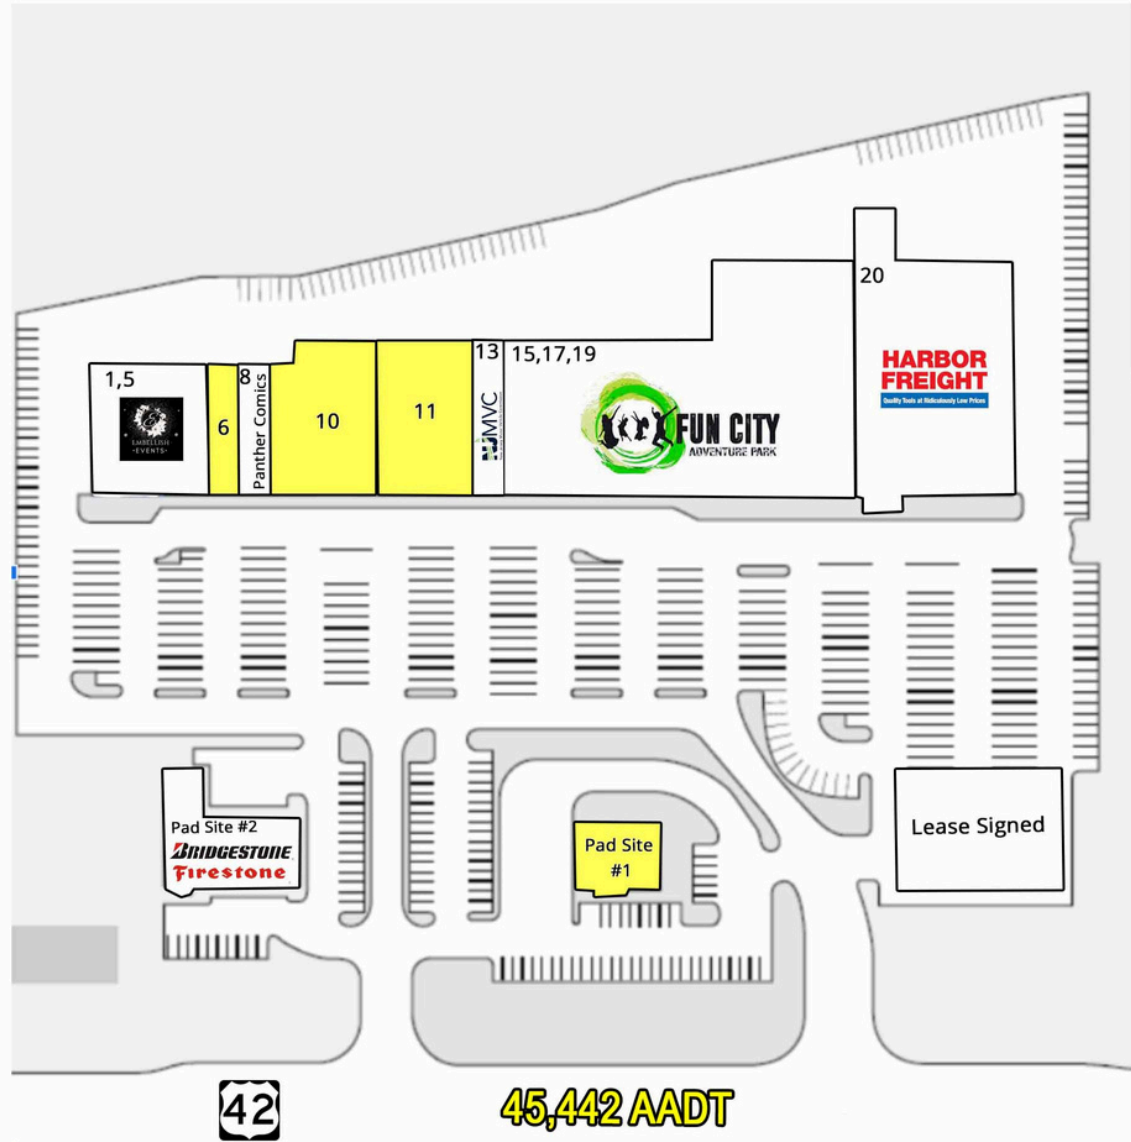 20
HARBOR
FREIGHT
Quality Tools at Ridiculously Low Prices
1,5
EMBELLISH
·EVENTS·
6
8
Panther Comics
10
11
13
NJMVC
15,17,19
FUN CITY
ADVENTURE PARK
Pad Site #2
BRIDGESTONE
Firestone
Pad Site
#1
Lease Signed
42
45,442 AADT